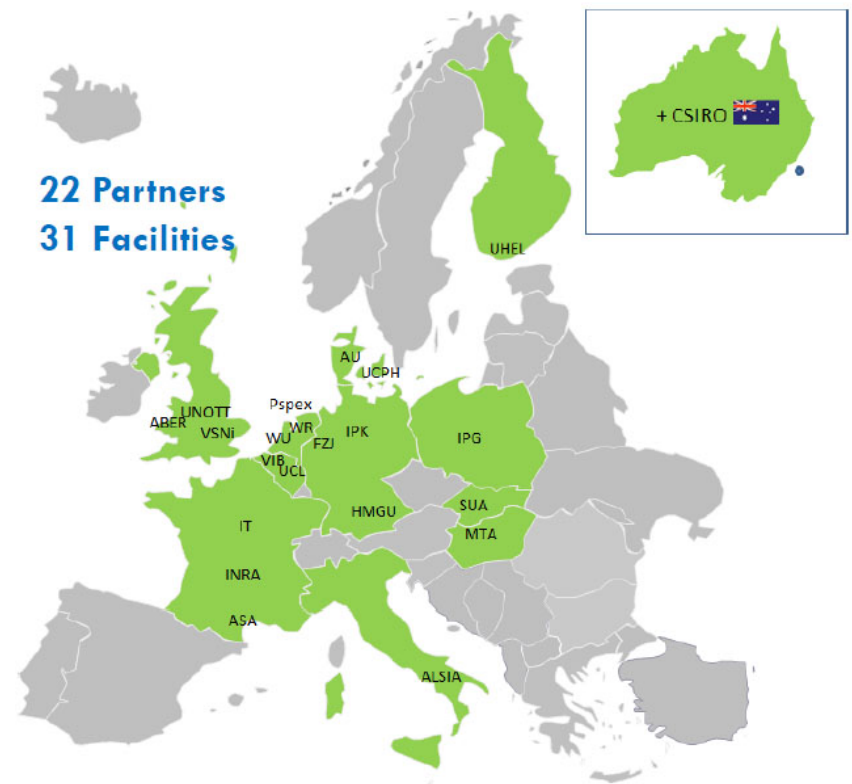 22 Partners
31 Facilities
+ CSIRO
UHEL
AU
UCPH
Pspex
UNOTT
ABER
VSNi
WR
WU
FZJ
IPK
IPG
VIB
UCL
HMGU
SUA
MTA
IT
INRA
ASA
ALSIA